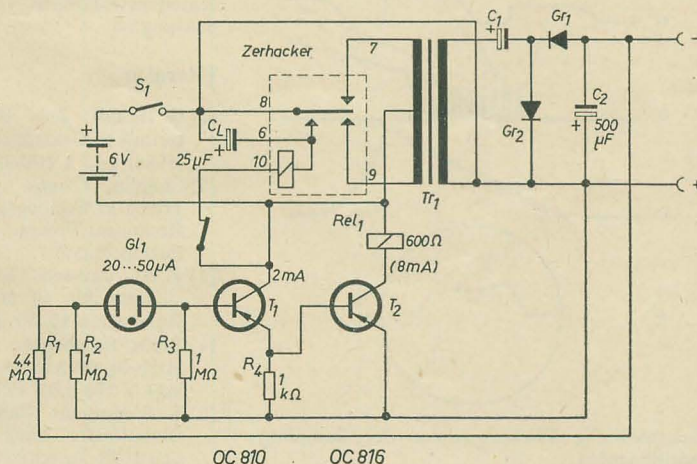 C1
+
Gr1
−
Zerhacker
7
S1
8
C2
+
6V
CL
+
25µF
6
10
Gr2
+
500
µF
9
Tr1
+
Rel1
600Ω
(8mA)
Gl1
20...50µA
2mA
T1
T2
R1
4,4
MΩ
R2
1
MΩ
R3
1
MΩ
R4
1
kΩ
OC 810
OC 816